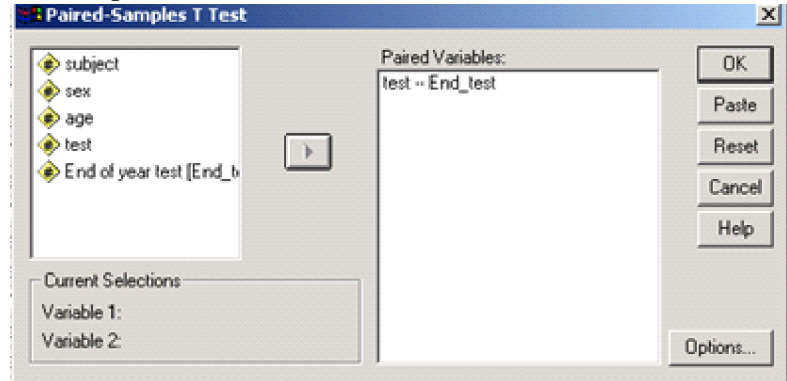 Paired-Samples T Test
subject
sex
age
test
End of year test [End_t
Current Selections
Variable 1:
Variable 2:
Paired Variables:
test -- End_test
OK
Paste
Reset
Cancel
Help
Options...